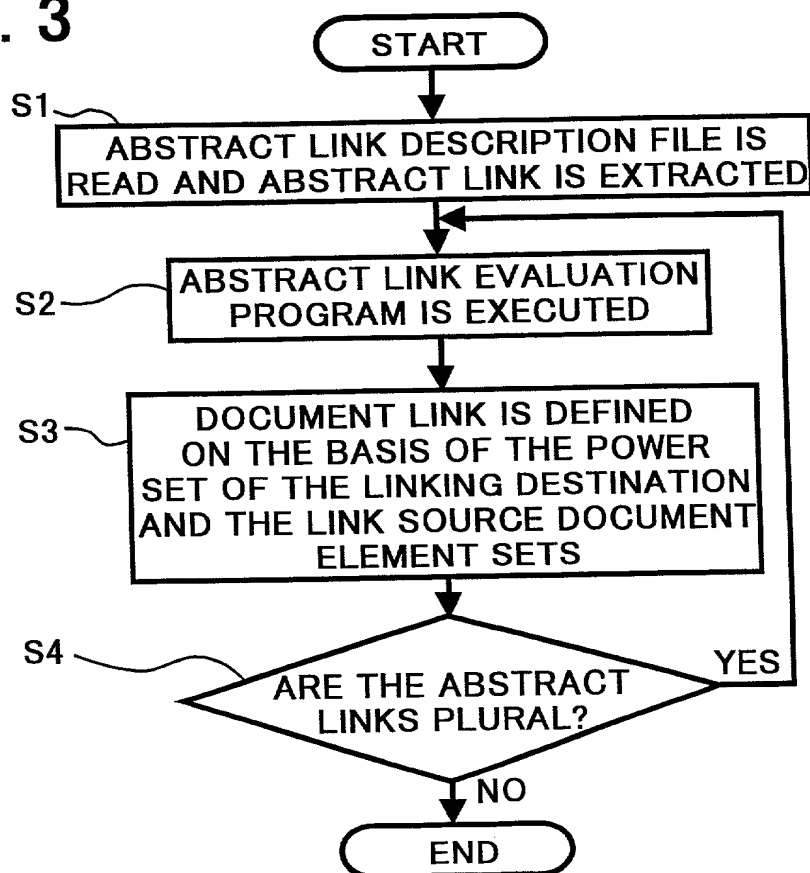 . 3
START
S1
ABSTRACT LINK DESCRIPTION FILE IS
READ AND ABSTRACT LINK IS EXTRACTED
S2
ABSTRACT LINK EVALUATION
PROGRAM IS EXECUTED
S3
DOCUMENT LINK IS DEFINED
ON THE BASIS OF THE POWER
SET OF THE LINKING DESTINATION
AND THE LINK SOURCE DOCUMENT
ELEMENT SETS
S4
ARE THE ABSTRACT
LINKS PLURAL?
YES
NO
END